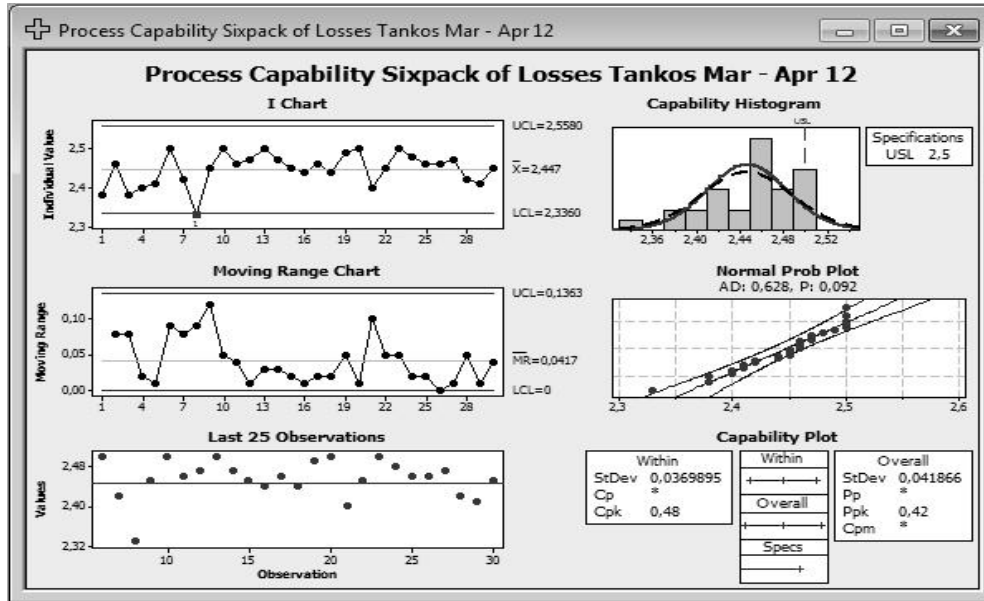 Process Capability Sixpack of Losses Tankos Mar - Apr 12
Process Capability Sixpack of Losses Tankos Mar - Apr 12
I Chart
Individual Value
2,5
2,4
2,3
1 4 7 10 13 16 19 22 25 28
1
UCL=2,5580
X=2,447
LCL=2,3360
Capability Histogram
USL
2,36 2,40 2,44 2,48 2,52
Specifications
USL 2,5
Moving Range Chart
Moving Range
0,10
0,05
0,00
1 4 7 10 13 16 19 22 25 28
UCL=0,1363
MR=0,0417
LCL=0
Normal Prob Plot
AD: 0,628, P: 0,092
2,3 2,4 2,5 2,6
Last 25 Observations
Values
2,48
2,40
2,32
10 15 20 25 30
Observation
Capability Plot
Within
StDev 0,0369895
Cp *
Cpk 0,48
Within
Overall
Specs
Overall
StDev 0,041866
Pp *
Ppk 0,42
Cpm *